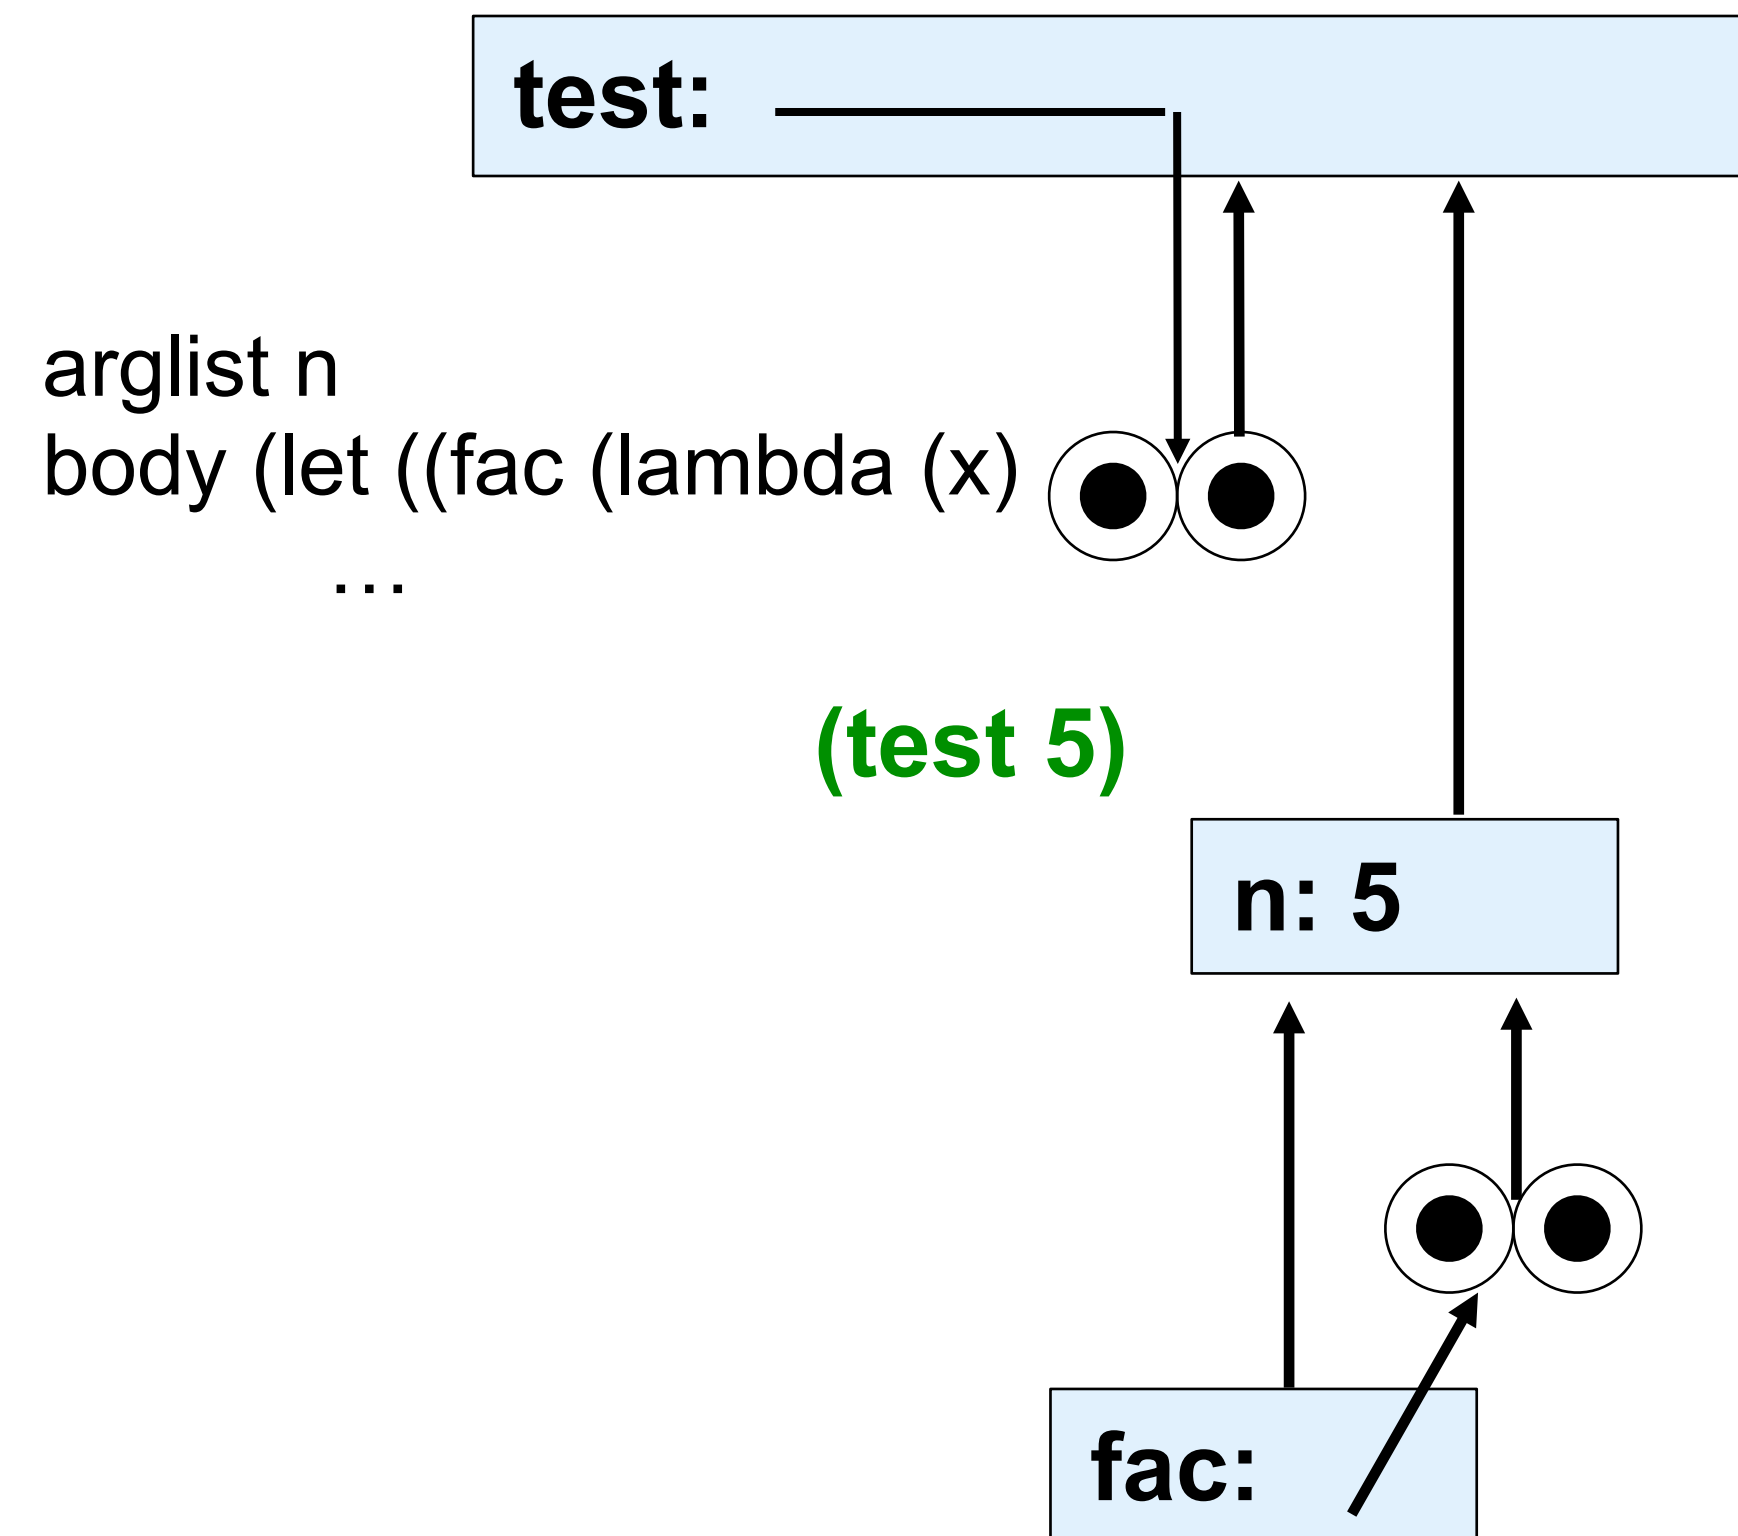 test:
arglist n
body (let ((fac (lambda (x)
…
(test 5)
n: 5
fac: